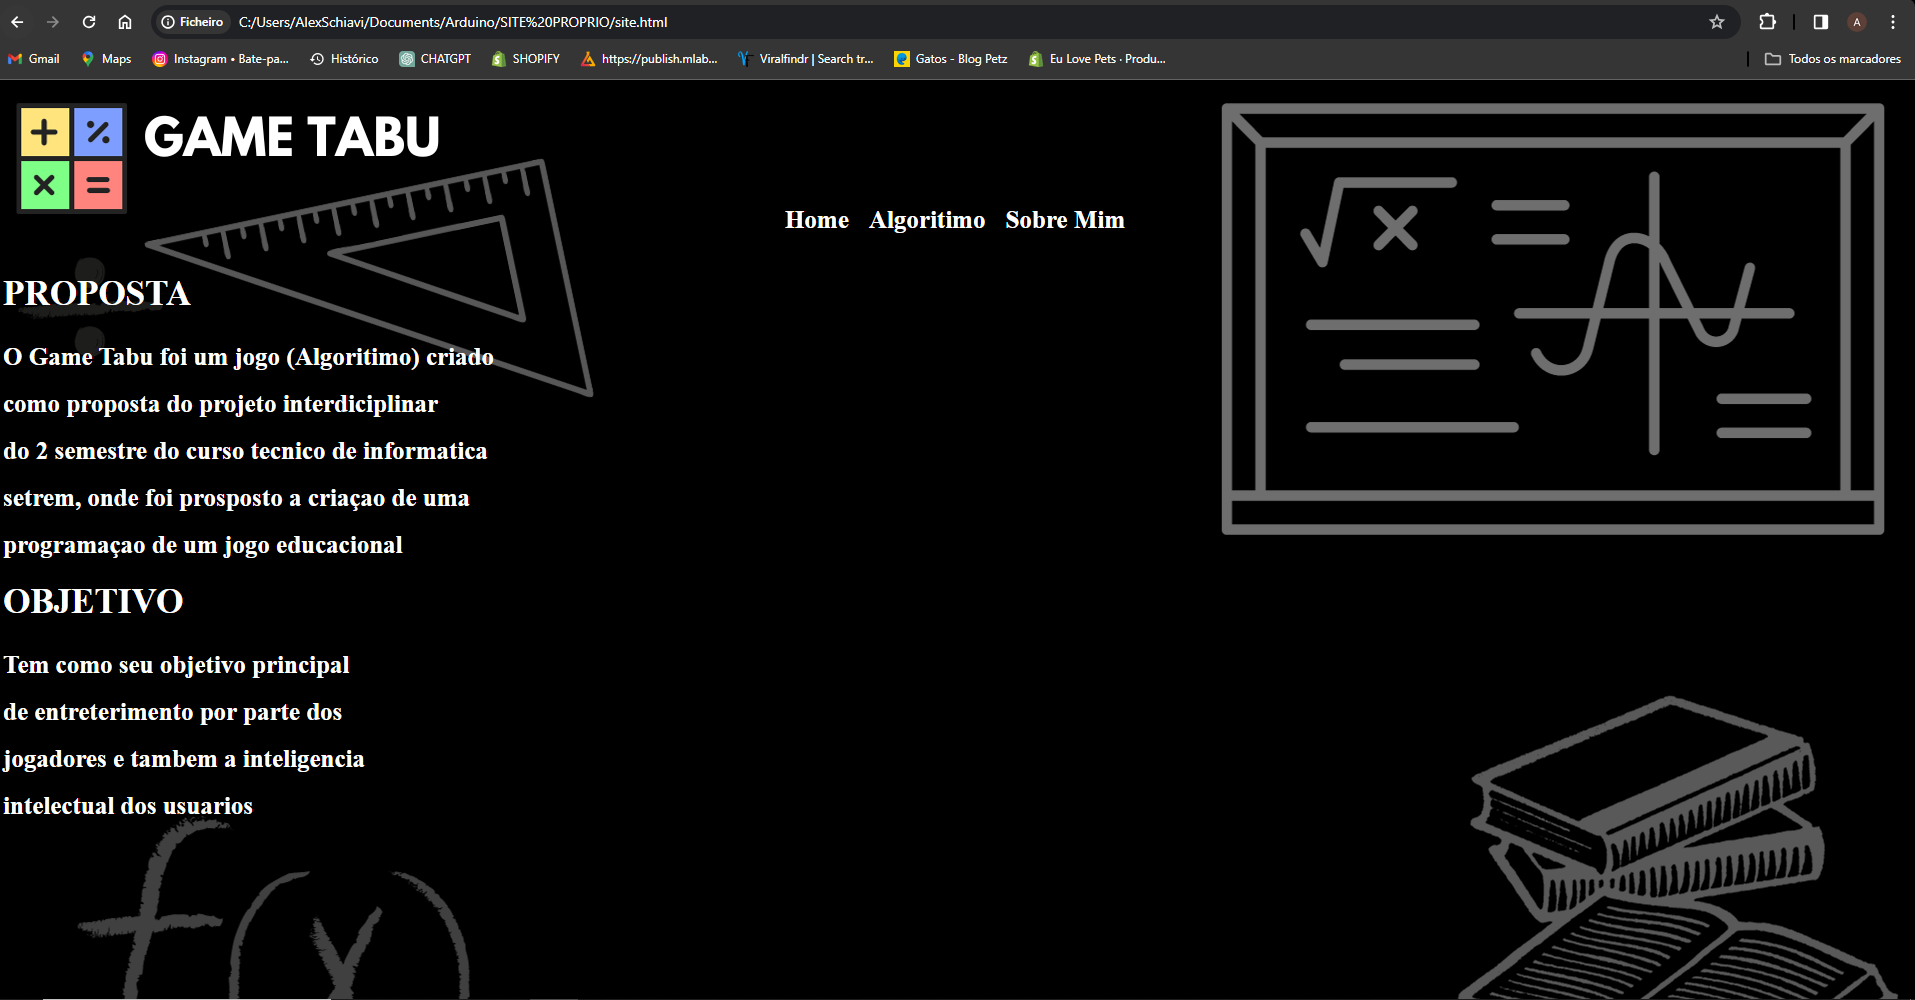 Ficheiro C:/Users/AlexSchiavi/Documents/Arduino/SITE%20PROPRIO/site.html A
Gmail Maps Instagram • Bate-pa... Histórico CHATGPT SHOPIFY https://publish.mlab... Viralfindr | Search tr... Gatos - Blog Petz Eu Love Pets · Produ... Todos os marcadores
GAME TABU
Home Algoritimo Sobre Mim
PROPOSTA
O Game Tabu foi um jogo (Algoritimo) criado
como proposta do projeto interdiciplinar
do 2 semestre do curso tecnico de informatica
setrem, onde foi prosposto a criaçao de uma
programaçao de um jogo educacional
OBJETIVO
Tem como seu objetivo principal
de entreterimento por parte dos
jogadores e tambem a inteligencia
intelectual dos usuarios
√x =
f(y)